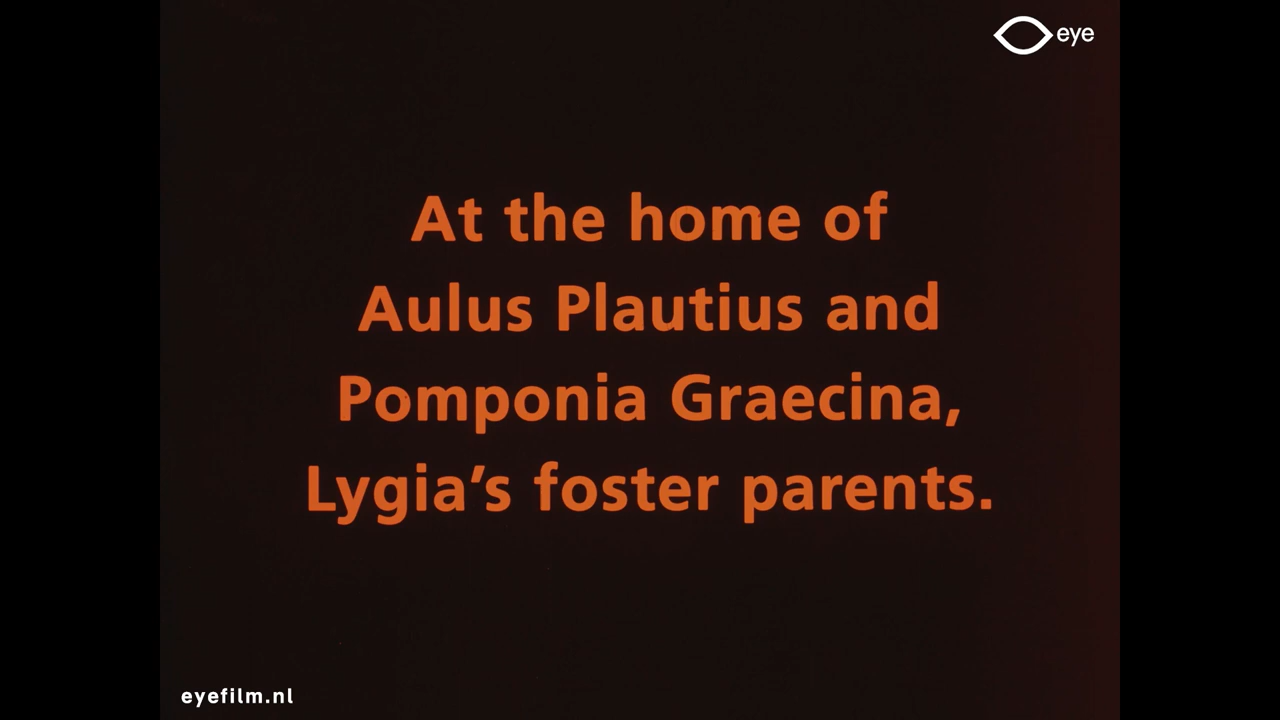 eye
At the home of
Aulus Plautius and
Pomponia Graecina,
Lygia's foster parents.
eyefilm.nl